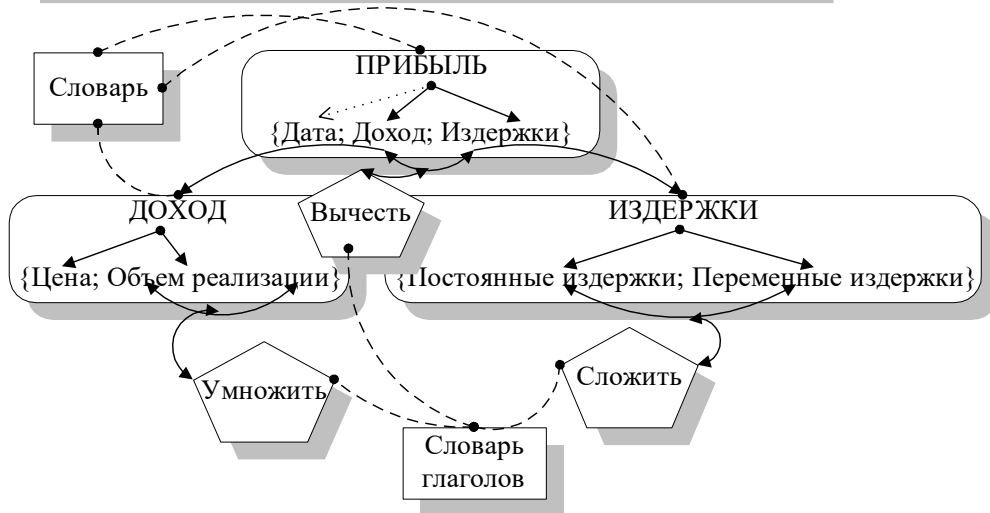 Словарь
ПРИБЫЛЬ
{Дата; Доход; Издержки}
ДОХОД
Вычесть
ИЗДЕРЖКИ
{Цена; Объем реализации}
{Постоянные издержки; Переменные издержки}
Умножить
Сложить
Словарь
глаголов